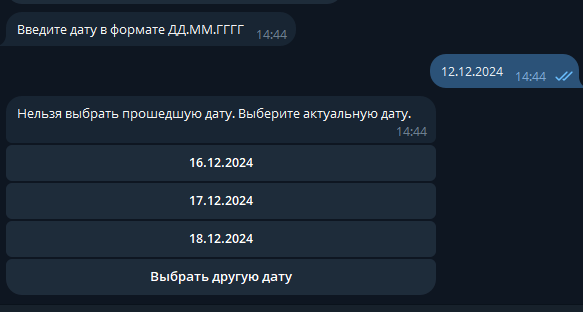 Введите дату в формате ДД.ММ.ГГГГ 14:44
12.12.2024 14:44
Нельзя выбрать прошедшую дату. Выберите актуальную дату.
14:44
16.12.2024
17.12.2024
18.12.2024
Выбрать другую дату